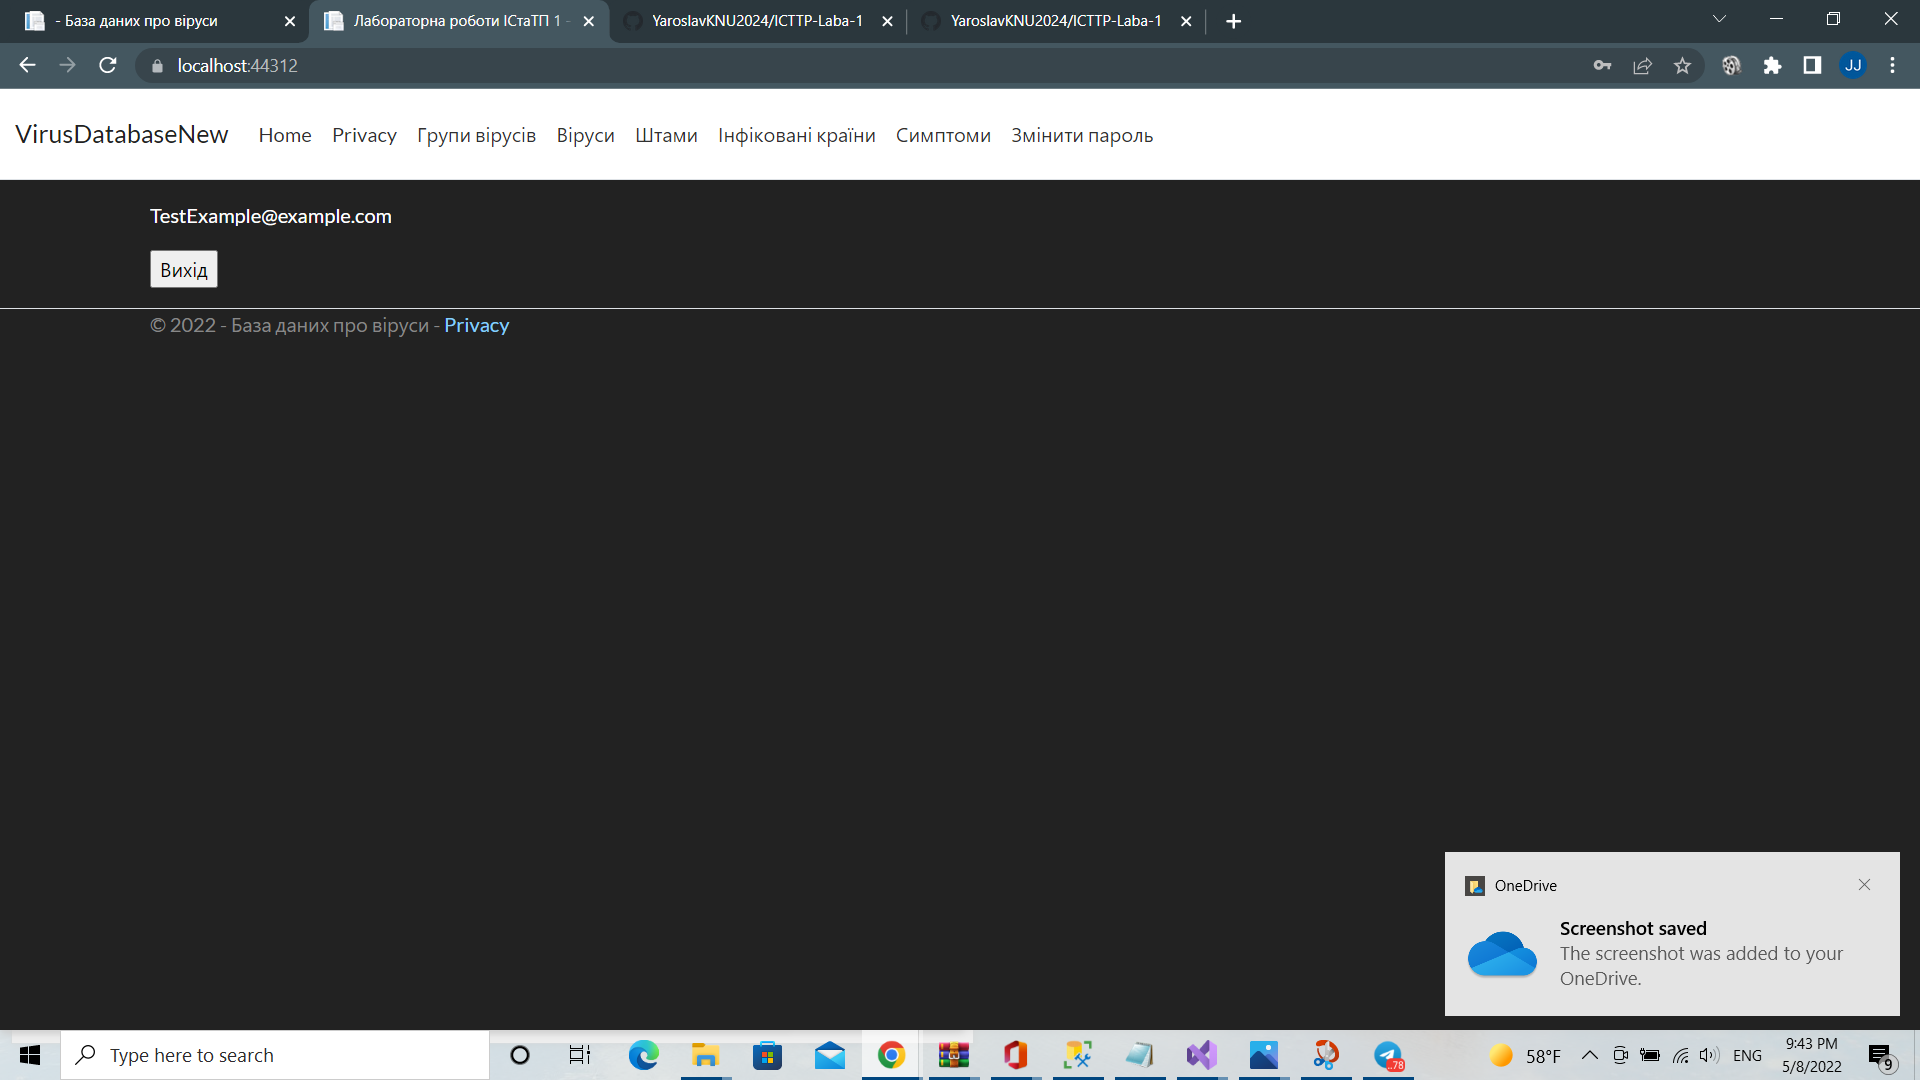 - База даних про віруси
Лабораторна роботи ІСтаТП 1 -
YaroslavKNU2024/ICTTP-Laba-1
YaroslavKNU2024/ICTTP-Laba-1
localhost:44312
JJ
VirusDatabaseNew Home Privacy Групи вірусів Віруси Штами Інфіковані країни Симптоми Змінити пароль
TestExample@example.com
Вихід
© 2022 - База даних про віруси - Privacy
OneDrive
Screenshot saved
The screenshot was added to your
OneDrive.
Type here to search
..78
58°F
ENG
9:43 PM
5/8/2022
9